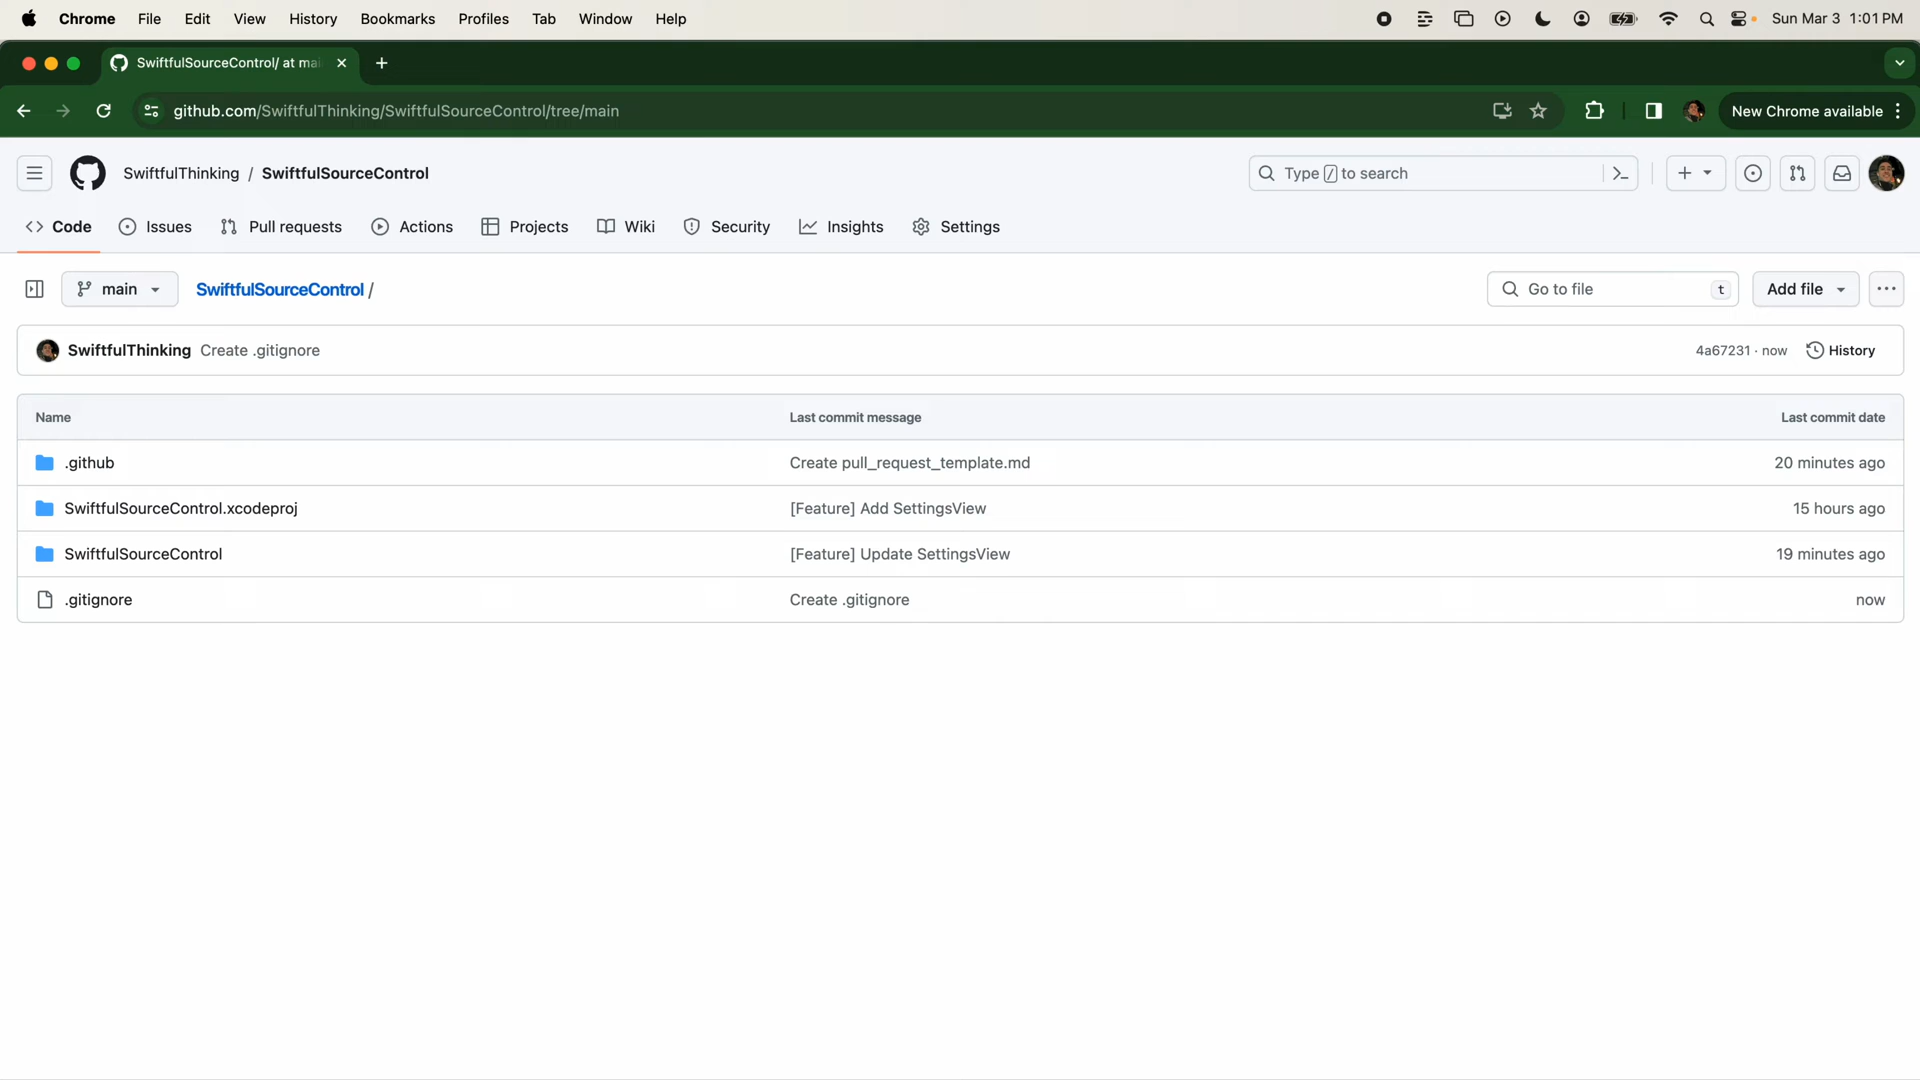 Chrome File Edit View History Bookmarks Profiles Tab Window Help Sun Mar 3 1:01 PM
SwiftfulSourceControl/ at mai
github.com/SwiftfulThinking/SwiftfulSourceControl/tree/main New Chrome available
SwiftfulThinking / SwiftfulSourceControl Type / to search
Code Issues Pull requests Actions Projects Wiki Security Insights Settings
main SwiftfulSourceControl / Go to file t Add file
SwiftfulThinking Create .gitignore 4a67231 · now History
Name Last commit message Last commit date
.github Create pull_request_template.md 20 minutes ago
SwiftfulSourceControl.xcodeproj [Feature] Add SettingsView 15 hours ago
SwiftfulSourceControl [Feature] Update SettingsView 19 minutes ago
.gitignore Create .gitignore now